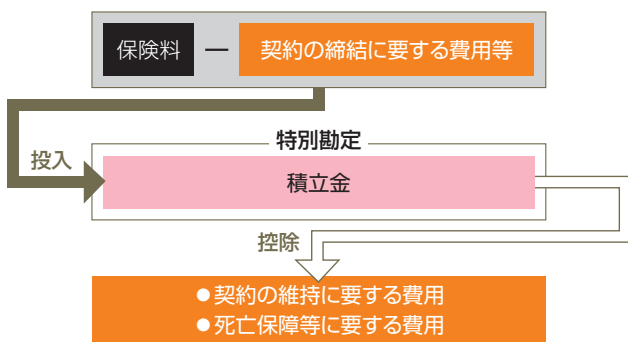 保険料 ー 契約の締結に要する費用等
特別勘定
投入
積立金
控除
●契約の維持に要する費用
●死亡保障等に要する費用